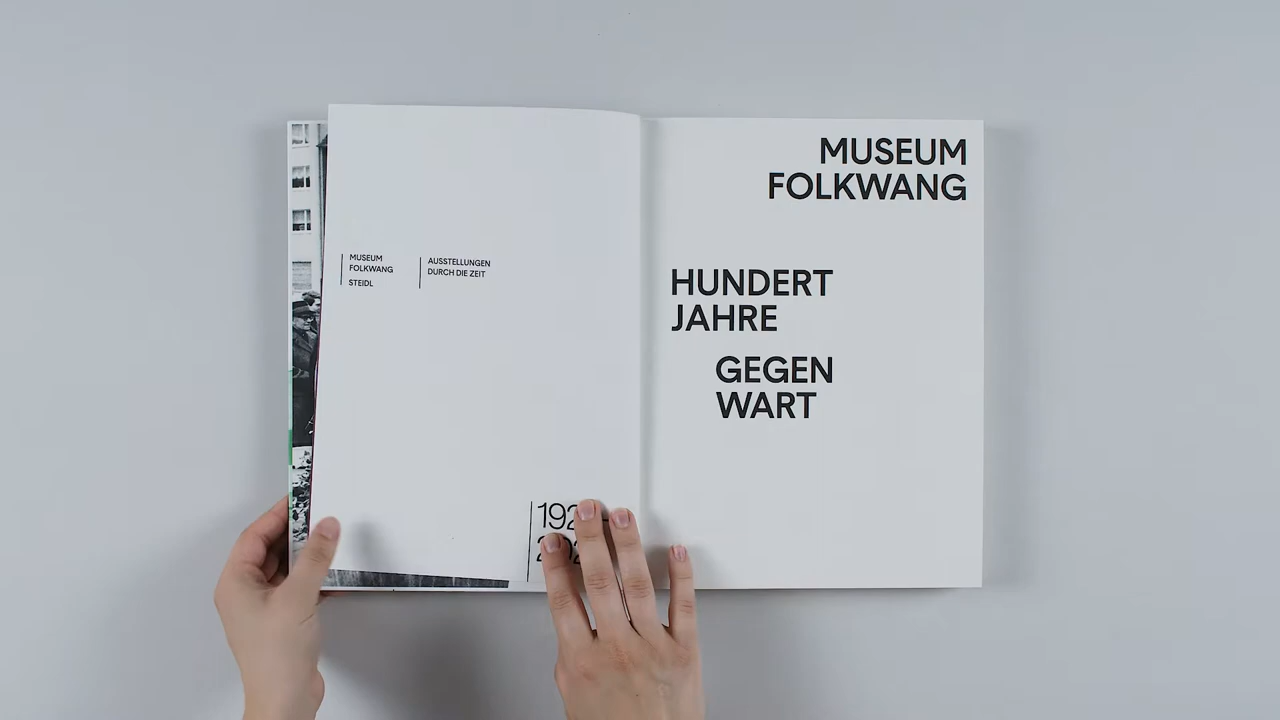 MUSEUM
FOLKWANG
STEIDL
AUSSTELLUNGEN
DURCH DIE ZEIT
MUSEUM
FOLKWANG
HUNDERT
JAHRE
GEGEN
WART